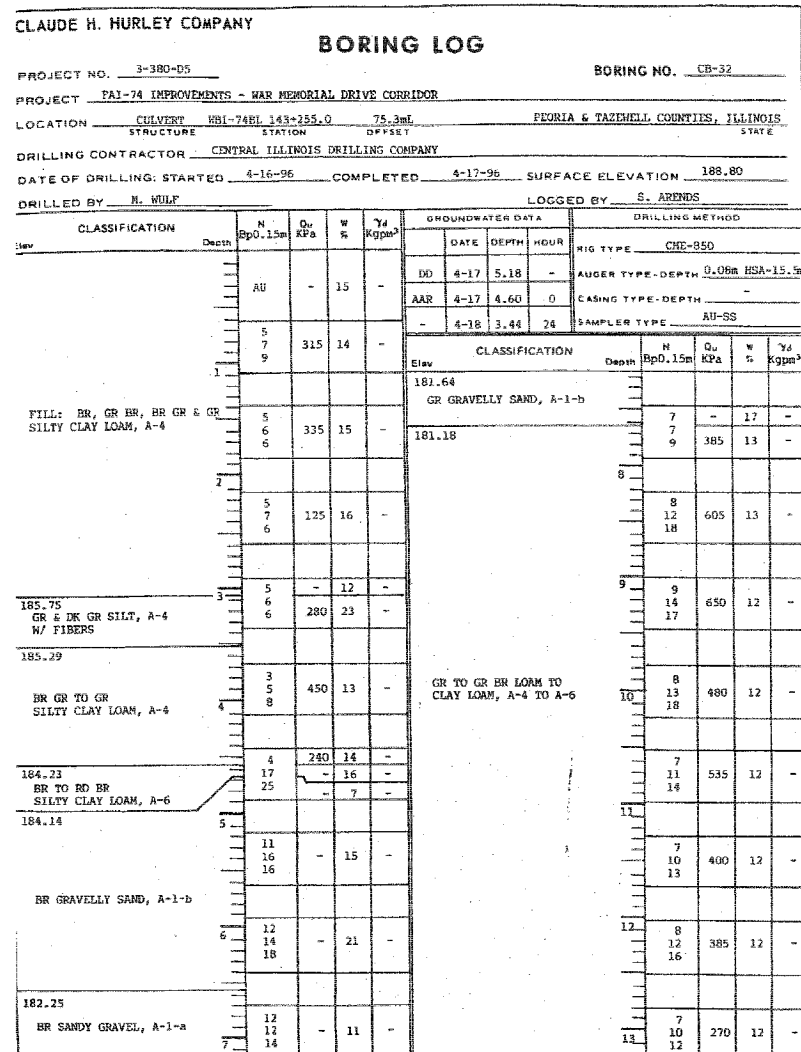 CLAUDE H. HURLEY COMPANY
BORING LOG
PROJECT NO. 3-380-D5 BORING NO. CB-32
PROJECT FAI-74 IMPROVEMENTS - WAR MEMORIAL DRIVE CORRIDOR
LOCATION CULVERT WBI-74BL 143+255.0 75.3mL PEORIA & TAZEWELL COUNTIES, ILLINOIS
STRUCTURE STATION OFFSET STATE
DRILLING CONTRACTOR CENTRAL ILLINOIS DRILLING COMPANY
DATE OF DRILLING: STARTED 4-16-96 COMPLETED 4-17-96 SURFACE ELEVATION 188.80
DRILLED BY M. WULF LOGGED BY S. ARENDS
CLASSIFICATION
Elev Depth
N Bp0.15m
Qu KPa
W %
γd Kgpm³
AU - 15 -
5
7 315 14 -
9
1
FILL: BR, GR BR, BR GR & GR
SILTY CLAY LOAM, A-4
5
6 335 15 -
6
2
5
7 125 16 -
6
3
5 - 12 -
6
6 280 23 -
185.75
GR & DK GR SILT, A-4
W/ FIBERS
185.29
3
5 450 13 -
8
BR GR TO GR
SILTY CLAY LOAM, A-4
4
4 240 14 -
17 - 16 -
25 - 7 -
184.23
BR TO RD BR
SILTY CLAY LOAM, A-6
184.14
5
11
16 - 15 -
16
BR GRAVELLY SAND, A-1-b
6
12
14 - 21 -
18
182.25
BR SANDY GRAVEL, A-1-a
12
12 - 11 -
14
7
GROUNDWATER DATA
DATE DEPTH HOUR
DD 4-17 5.18 -
AAR 4-17 4.60 0
- 4-18 3.44 24
DRILLING METHOD
RIG TYPE CME-850
AUGER TYPE-DEPTH 0.08m HSA-15.5m
CASING TYPE-DEPTH -
SAMPLER TYPE AU-SS
CLASSIFICATION
Elev Depth
N Bp0.15m
Qu KPa
W %
γd Kgpm³
181.64
GR GRAVELLY SAND, A-1-b
7 - 17 -
7
9 385 13 -
181.18
8
8
12 605 13 -
18
9
9
14 650 12 -
17
GR TO GR BR LOAM TO
CLAY LOAM, A-4 TO A-6
8
13 480 12 -
18
10
7
11 535 12 -
14
11
7
10 400 12 -
13
12
8
12 385 12 -
16
7
10 270 12 -
12
13